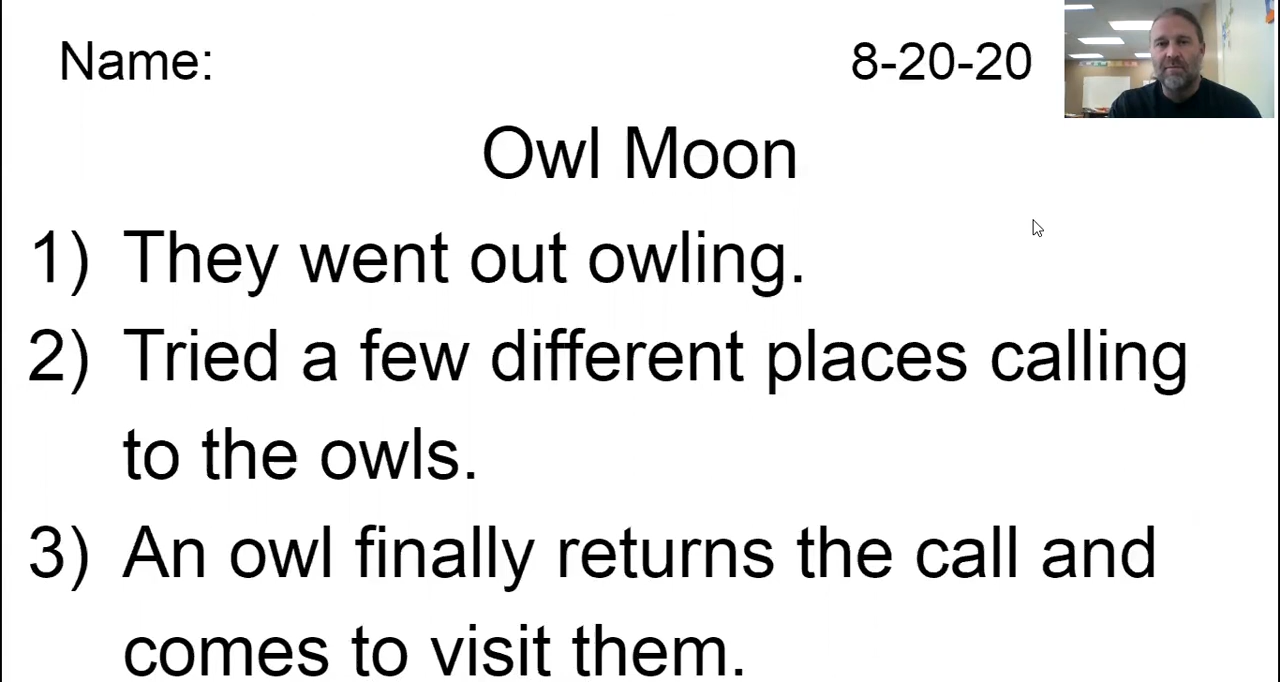 Name: 8-20-20
Owl Moon
1) They went out owling.
2) Tried a few different places calling
to the owls.
3) An owl finally returns the call and
comes to visit them.